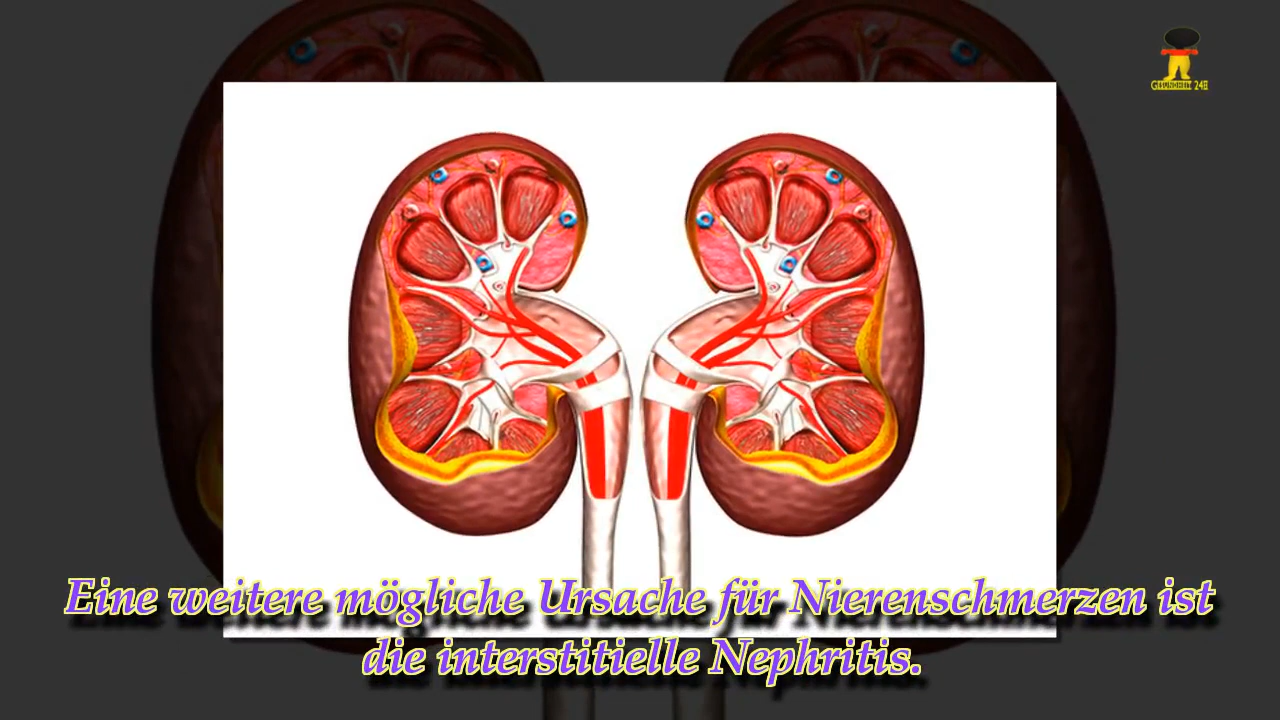 Eine weitere mögliche Ursache für Nierenschmerzen ist
die interstitielle Nephritis.